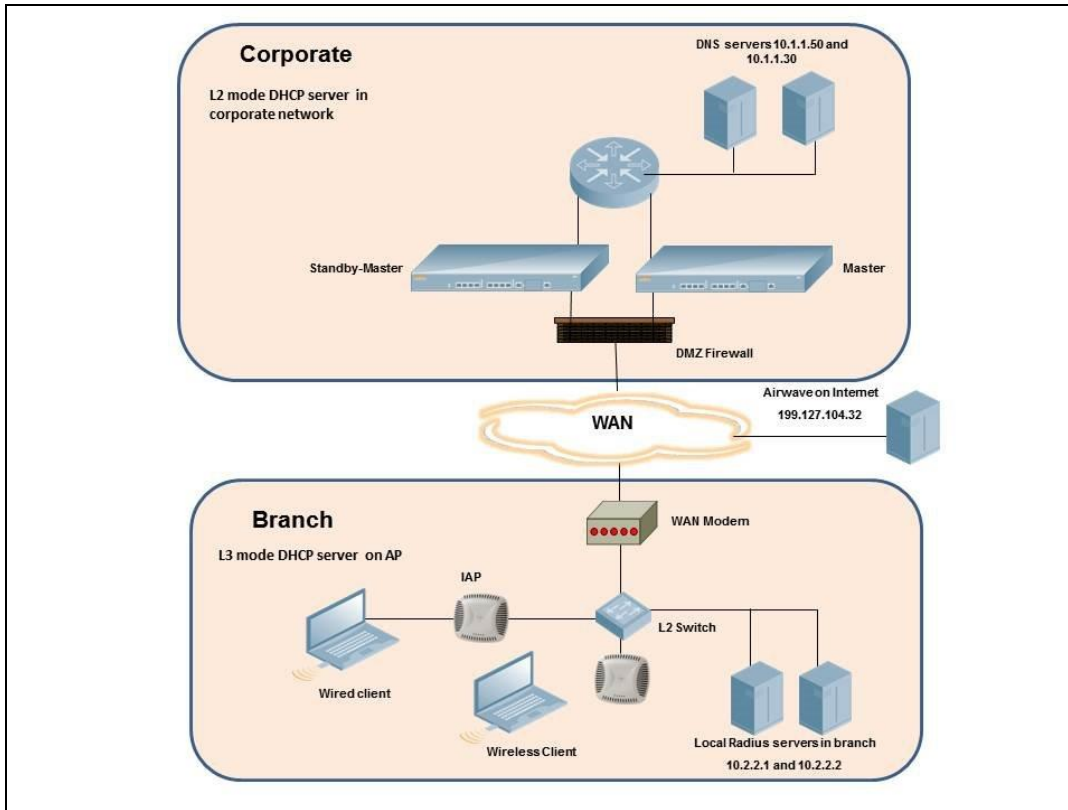 Corporate
DNS servers 10.1.1.50 and
10.1.1.30
L2 mode DHCP server in
corporate network
Standby-Master
Master
DMZ Firewall
Airwave on Internet
199.127.104.32
WAN
Branch
WAN Modem
L3 mode DHCP server on AP
IAP
L2 Switch
Wired client
Wireless Client
Local Radius servers in branch
10.2.2.1 and 10.2.2.2